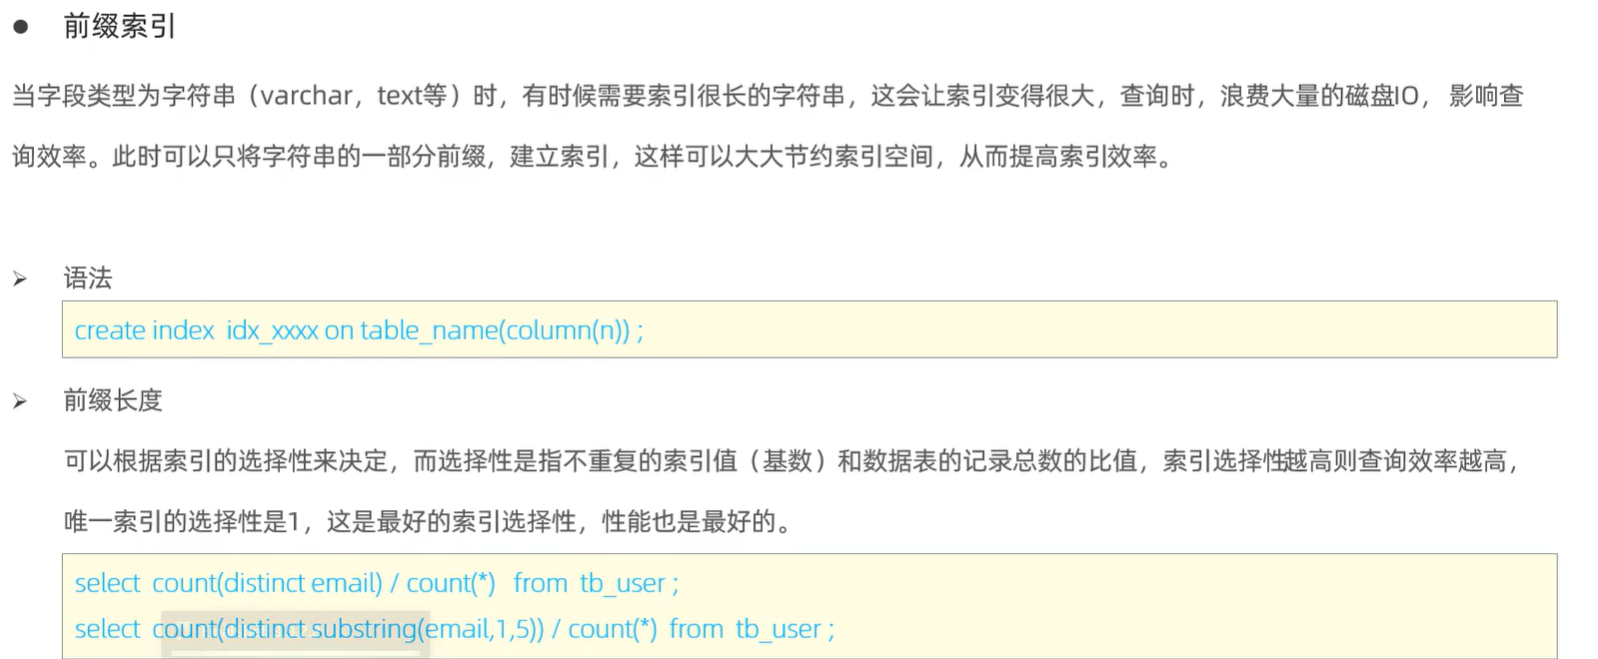 ● 前缀索引
当字段类型为字符串（varchar，text等）时，有时候需要索引很长的字符串，这会让索引变得很大，查询时，浪费大量的磁盘IO， 影响查
询效率。此时可以只将字符串的一部分前缀，建立索引，这样可以大大节约索引空间，从而提高索引效率。
➢ 语法
create index idx_xxxx on table_name(column(n)) ;
➢ 前缀长度
可以根据索引的选择性来决定，而选择性是指不重复的索引值（基数）和数据表的记录总数的比值，索引选择性越高则查询效率越高，
唯一索引的选择性是1，这是最好的索引选择性，性能也是最好的。
select count(distinct email) / count(*) from tb_user ;
select count(distinct substring(email,1,5)) / count(*) from tb_user ;